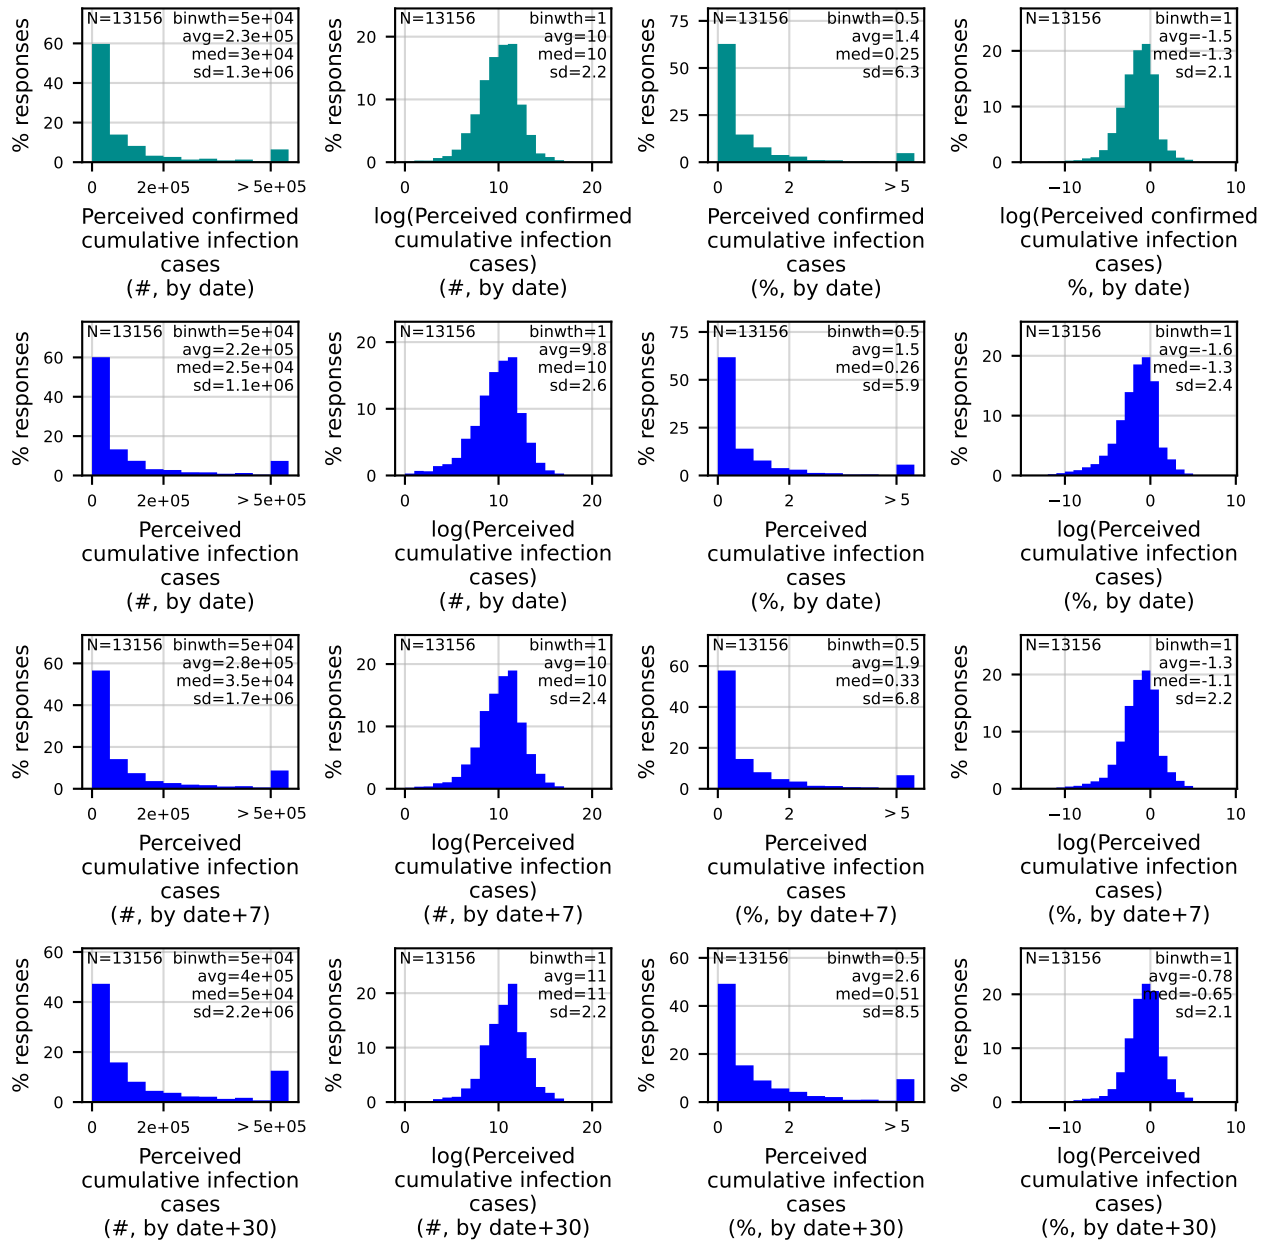 % responses
60
40
20
0
N=13156 binwth=5e+04
avg=2.3e+05
med=3e+04
sd=1.3e+06
0 2e+05 >5e+05
Perceived confirmed
cumulative infection
cases
(#, by date)
% responses
20
10
0
N=13156 binwth=1
avg=10
med=10
sd=2.2
0 10 20
log(Perceived confirmed
cumulative infection
cases)
(#, by date)
% responses
75
50
25
0
N=13156 binwth=0.5
avg=1.4
med=0.25
sd=6.3
0 2 >5
Perceived confirmed
cumulative infection
cases
(%, by date)
% responses
20
10
0
N=13156 binwth=1
avg=-1.5
med=-1.3
sd=2.1
−10 0 10
log(Perceived confirmed
cumulative infection
cases)
%, by date)
% responses
60
40
20
0
N=13156 binwth=5e+04
avg=2.2e+05
med=2.5e+04
sd=1.1e+06
0 2e+05 >5e+05
Perceived
cumulative infection
cases
(#, by date)
% responses
20
10
0
N=13156 binwth=1
avg=9.8
med=10
sd=2.6
0 10 20
log(Perceived
cumulative infection
cases)
(#, by date)
% responses
75
50
25
0
N=13156 binwth=0.5
avg=1.5
med=0.26
sd=5.9
0 2 >5
Perceived
cumulative infection
cases
(%, by date)
% responses
20
10
0
N=13156 binwth=1
avg=-1.6
med=-1.3
sd=2.4
−10 0 10
log(Perceived
cumulative infection
cases)
(%, by date)
% responses
60
40
20
0
N=13156 binwth=5e+04
avg=2.8e+05
med=3.5e+04
sd=1.7e+06
0 2e+05 >5e+05
Perceived
cumulative infection
cases
(#, by date+7)
% responses
20
10
0
N=13156 binwth=1
avg=10
med=10
sd=2.4
0 10 20
log(Perceived
cumulative infection
cases)
(#, by date+7)
% responses
60
40
20
0
N=13156 binwth=0.5
avg=1.9
med=0.33
sd=6.8
0 2 >5
Perceived
cumulative infection
cases
(%, by date+7)
% responses
20
10
0
N=13156 binwth=1
avg=-1.3
med=-1.1
sd=2.2
−10 0 10
log(Perceived
cumulative infection
cases)
(%, by date+7)
% responses
60
40
20
0
N=13156 binwth=5e+04
avg=4e+05
med=5e+04
sd=2.2e+06
0 2e+05 >5e+05
Perceived
cumulative infection
cases
(#, by date+30)
% responses
20
10
0
N=13156 binwth=1
avg=11
med=11
sd=2.2
0 10 20
log(Perceived
cumulative infection
cases)
(#, by date+30)
% responses
60
40
20
0
N=13156 binwth=0.5
avg=2.6
med=0.51
sd=8.5
0 2 >5
Perceived
cumulative infection
cases
(%, by date+30)
% responses
20
10
0
N=13156 binwth=1
avg=-0.78
med=-0.65
sd=2.1
−10 0 10
log(Perceived
cumulative infection
cases)
(%, by date+30)